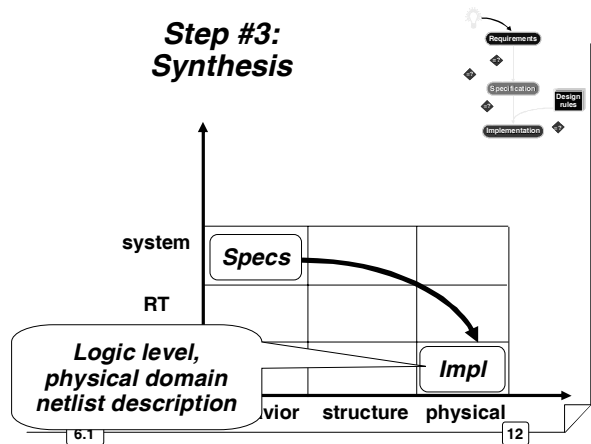 Step #3:
Synthesis
Requirements
Specification
Design
rules
Implementation
system
Specs
RT
Logic level,
physical domain
netlist description
Impl
vior structure physical
6.1
12